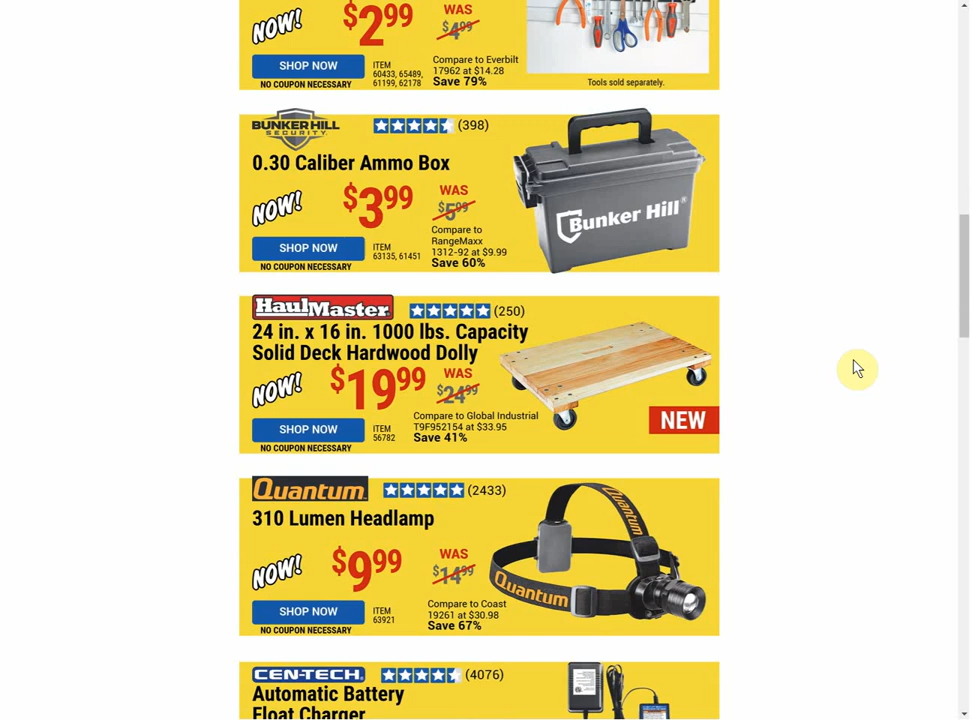 NOW!
$2.99
WAS
$4.99
SHOP NOW
NO COUPON NECESSARY
ITEM
60433, 65489,
61199, 62178
Compare to Everbilt
17962 at $14.28
Save 79%
Tools sold separately.
BUNKER HILL
SECURITY
(398)
0.30 Caliber Ammo Box
NOW!
$3.99
WAS
$5.99
Compare to
RangeMaxx
1312-92 at $9.99
Save 60%
SHOP NOW
NO COUPON NECESSARY
ITEM
63135, 61451
Bunker Hill®
HaulMaster
(250)
24 in. x 16 in. 1000 lbs. Capacity
Solid Deck Hardwood Dolly
NOW!
$19.99
WAS
$24.99
Compare to Global Industrial
T9F952154 at $33.95
Save 41%
SHOP NOW
NO COUPON NECESSARY
ITEM
56782
NEW
Quantum
(2433)
310 Lumen Headlamp
NOW!
$9.99
WAS
$14.99
Compare to Coast
19261 at $30.98
Save 67%
SHOP NOW
NO COUPON NECESSARY
ITEM
63921
Quantum
Quantum
CEN-TECH
(4076)
Automatic Battery
Float Charger